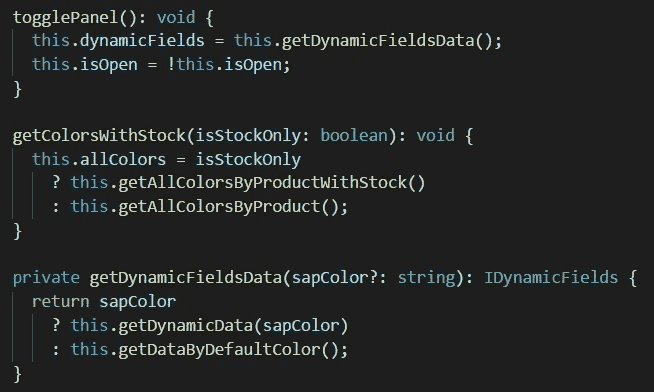 togglePanel(): void {
  this.dynamicFields = this.getDynamicFieldsData();
  this.isOpen = !this.isOpen;
}
getColorsWithStock(isStockOnly: boolean): void {
  this.allColors = isStockOnly
    ? this.getAllColorsByProductWithStock()
    : this.getAllColorsByProduct();
}
private getDynamicFieldsData(sapColor?: string): IDynamicFields {
  return sapColor
    ? this.getDynamicData(sapColor)
    : this.getDataByDefaultColor();
}